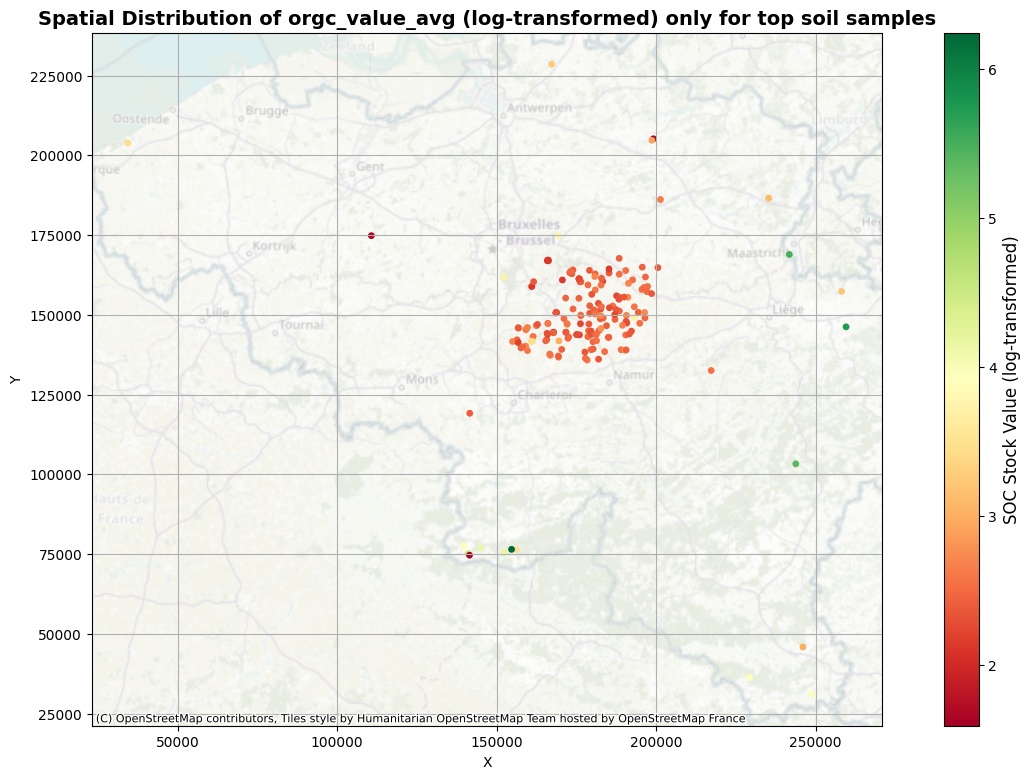 Spatial Distribution of orgc_value_avg (log-transformed) only for top soil samples
Zeeland
225000
Oostende
Brugge
Antwerpen
Limburg
200000
rque
Gent
Bruxelles
- Brussel
175000
Kortrijk
Maastricht
Lille
Liège
150000
Tournai
Namur
Mons
Charleroi
125000
100000
Hauts-de-
France
75000
50000
25000
(C) OpenStreetMap contributors, Tiles style by Humanitarian OpenStreetMap Team hosted by OpenStreetMap France
50000 100000 150000 200000 250000
X
Y
6
5
4
3
2
SOC Stock Value (log-transformed)